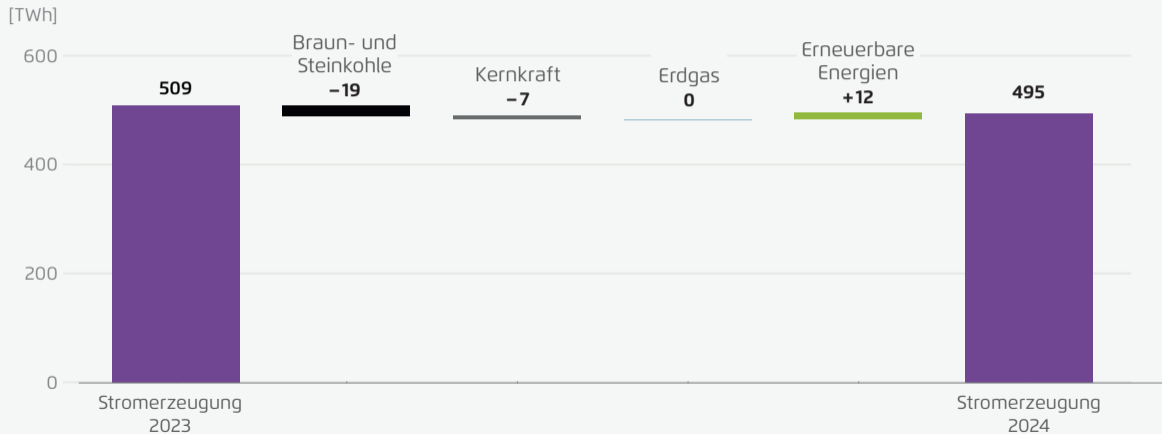 [TWh]
600
400
200
0
509
Braun- und
Steinkohle
−19
Kernkraft
−7
Erdgas
0
Erneuerbare
Energien
+12
495
Stromerzeugung
2023
Stromerzeugung
2024